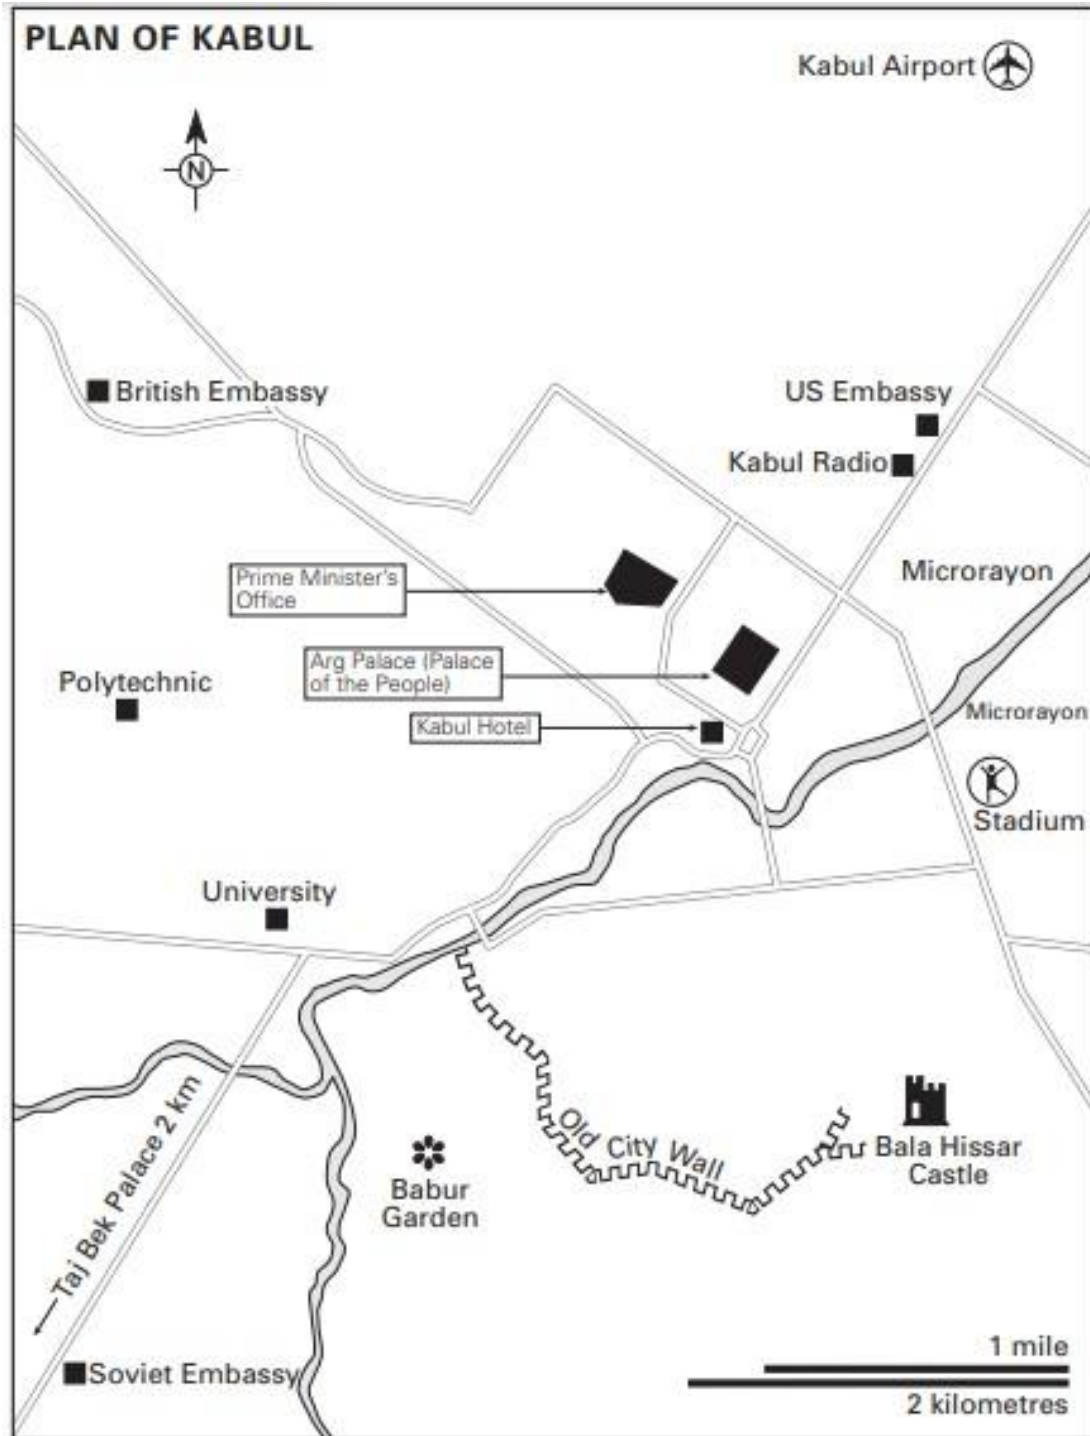 PLAN OF KABUL
Kabul Airport
N
British Embassy
US Embassy
Kabul Radio
Prime Minister's
Office
Microrayon
Arg Palace (Palace
of the People)
Polytechnic
Kabul Hotel
Microrayon
Stadium
University
Old City Wall
Bala Hissar
Castle
Babur
Garden
Taj Bek Palace 2 km
Soviet Embassy
1 mile
2 kilometres